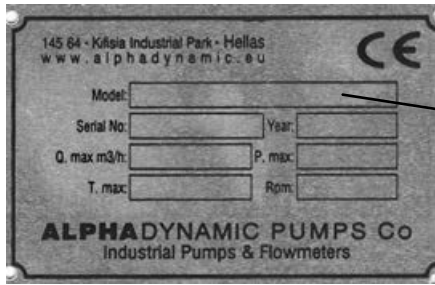 145 64 - Kifisia Industrial Park - Hellas
www.alphadynamic.eu
CE
Model:
Serial No: Year:
Q. max m3/h: P. max:
T. max: Rpm:
ALPHADYNAMIC PUMPS Co
Industrial Pumps & Flowmeters